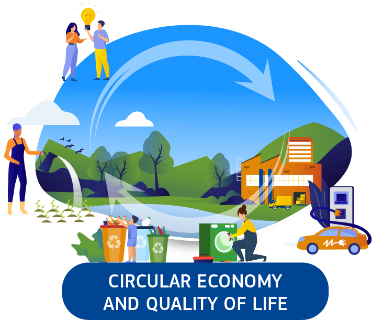 CIRCULAR ECONOMY
AND QUALITY OF LIFE